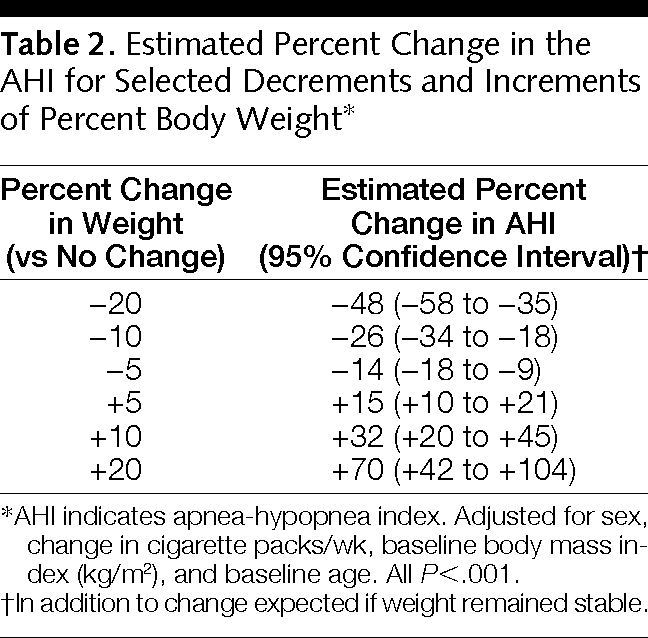 Table 2. Estimated Percent Change in the
AHI for Selected Decrements and Increments
of Percent Body Weight*
Percent Change Estimated Percent
in Weight Change in AHI
(vs No Change) (95% Confidence Interval)†
−20 −48 (−58 to −35)
−10 −26 (−34 to −18)
−5 −14 (−18 to −9)
+5 +15 (+10 to +21)
+10 +32 (+20 to +45)
+20 +70 (+42 to +104)
*AHI indicates apnea-hypopnea index. Adjusted for sex,
change in cigarette packs/wk, baseline body mass in-
dex (kg/m²), and baseline age. All P<.001.
†In addition to change expected if weight remained stable.